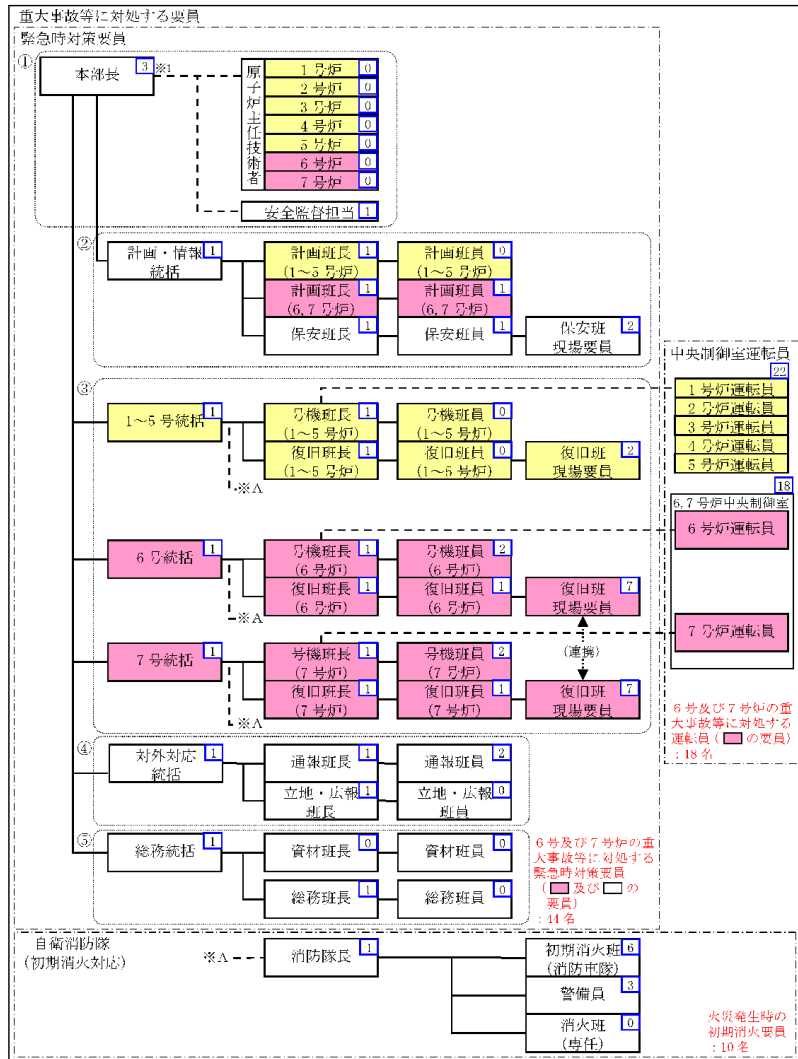 重大事故等に対処する要員
緊急時対策要員
①
本部長 3 ※1
原子炉主任技術者
1号炉 0
2号炉 0
3号炉 0
4号炉 0
5号炉 0
6号炉 0
7号炉 0
安全監督担当 1
②
計画・情報 1
統括
計画班長 1
(1～5号炉)
計画班員 0
(1～5号炉)
計画班長 1
(6,7号炉)
計画班員 1
(6,7号炉)
保安班長 1
保安班員 1
保安班 2
現場要員
中央制御室運転員
22
1号炉運転員
2号炉運転員
3号炉運転員
4号炉運転員
5号炉運転員
18
6,7号炉中央制御室
6号炉運転員
7号炉運転員
6号及び7号炉の重
大事故等に対処する
運転員(の要員)
:18名
③
1～5号統括 1
※A
号機班長 1
(1～5号炉)
号機班員 0
(1～5号炉)
復旧班長 1
(1～5号炉)
復旧班員 0
(1～5号炉)
復旧班 2
現場要員
6号統括 1
※A
号機班長 1
(6号炉)
号機班員 2
(6号炉)
復旧班長 1
(6号炉)
復旧班員 1
(6号炉)
復旧班 7
現場要員
(連携)
7号統括 1
※A
号機班長 1
(7号炉)
号機班員 2
(7号炉)
復旧班長 1
(7号炉)
復旧班員 1
(7号炉)
復旧班 7
現場要員
④
対外対応 1
統括
通報班長 1
通報班員 2
立地・広報 1
班長
立地・広報 0
班員
⑤
総務統括 1
資材班長 0
資材班員 0
総務班長 1
総務班員 0
6号及び7号炉の重
大事故等に対処する
緊急時対策要員
(及びの
要員)
:44名
自衛消防隊
(初期消火対応)
※A
消防隊長 1
初期消火班 6
(消防車隊)
警備員 3
消火班 0
(専任)
火災発生時の
初期消火要員
:10名